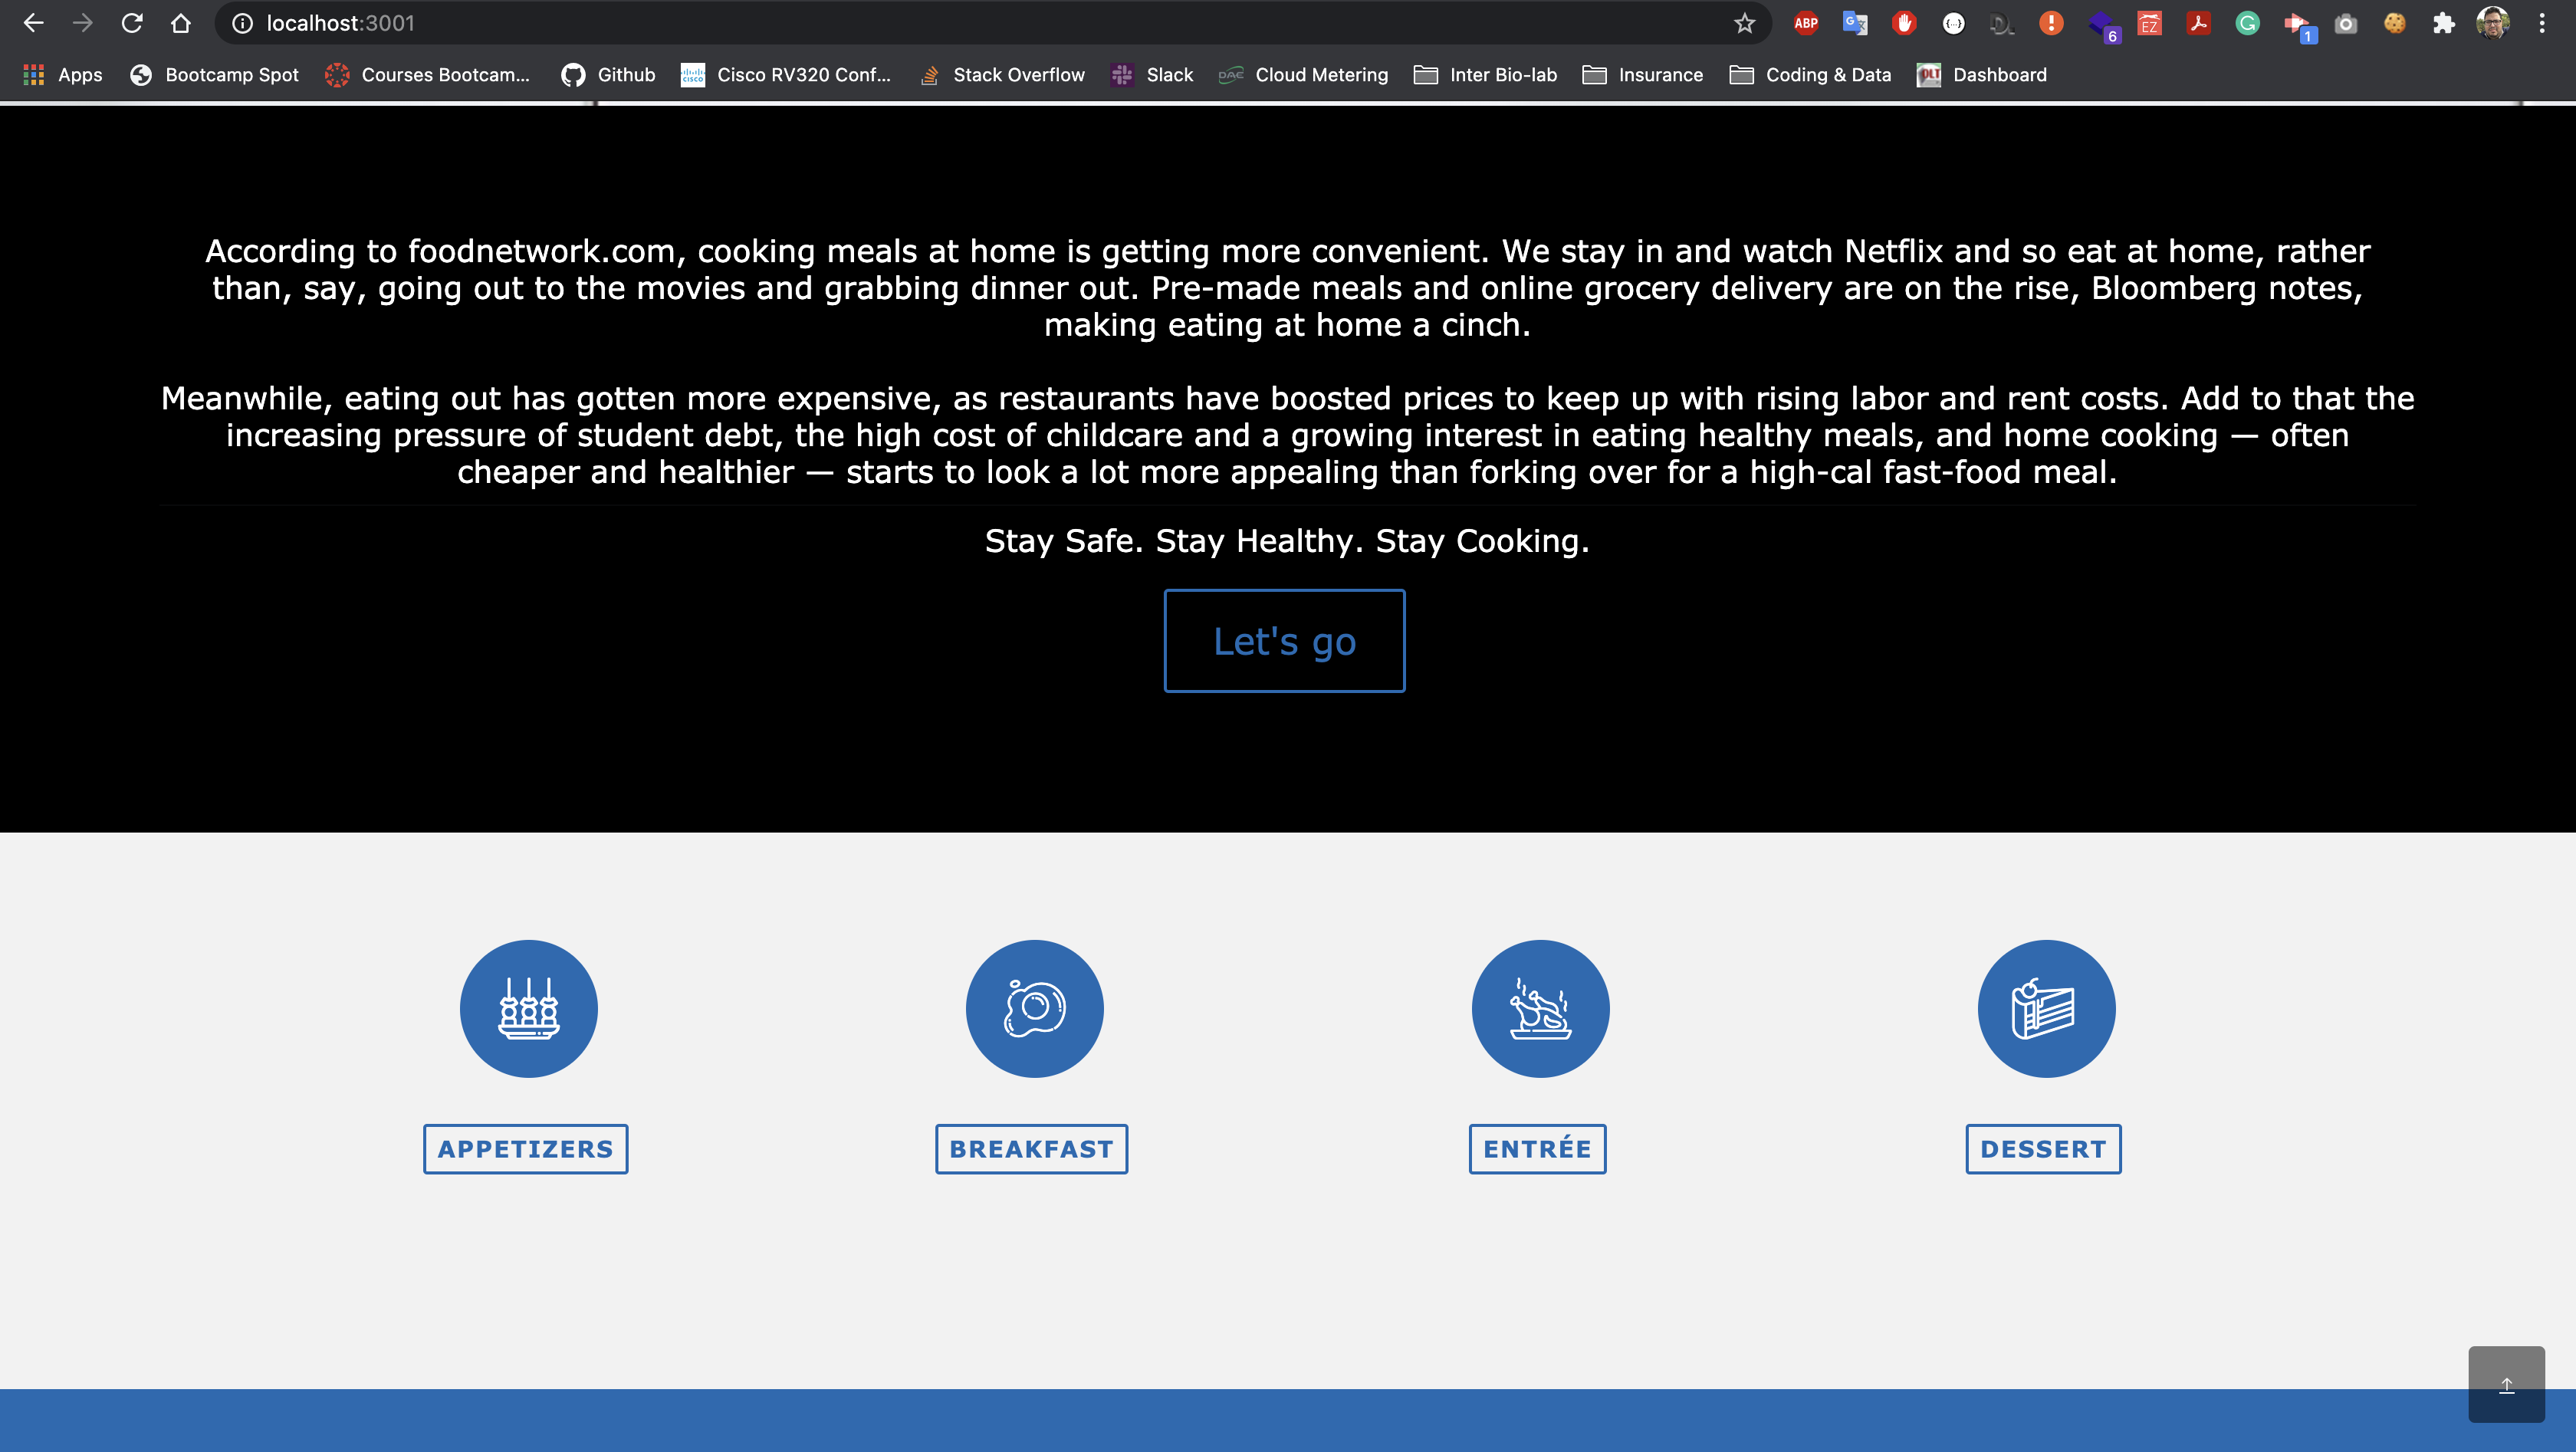 localhost:3001
ABP
6
EZ
1
Apps Bootcamp Spot Courses Bootcam... Github Cisco RV320 Conf... Stack Overflow Slack DAC Cloud Metering Inter Bio-lab Insurance Coding & Data DLT Dashboard
According to foodnetwork.com, cooking meals at home is getting more convenient. We stay in and watch Netflix and so eat at home, rather
than, say, going out to the movies and grabbing dinner out. Pre-made meals and online grocery delivery are on the rise, Bloomberg notes,
making eating at home a cinch.
Meanwhile, eating out has gotten more expensive, as restaurants have boosted prices to keep up with rising labor and rent costs. Add to that the
increasing pressure of student debt, the high cost of childcare and a growing interest in eating healthy meals, and home cooking — often
cheaper and healthier — starts to look a lot more appealing than forking over for a high-cal fast-food meal.
Stay Safe. Stay Healthy. Stay Cooking.
Let's go
APPETIZERS BREAKFAST ENTRÉE DESSERT